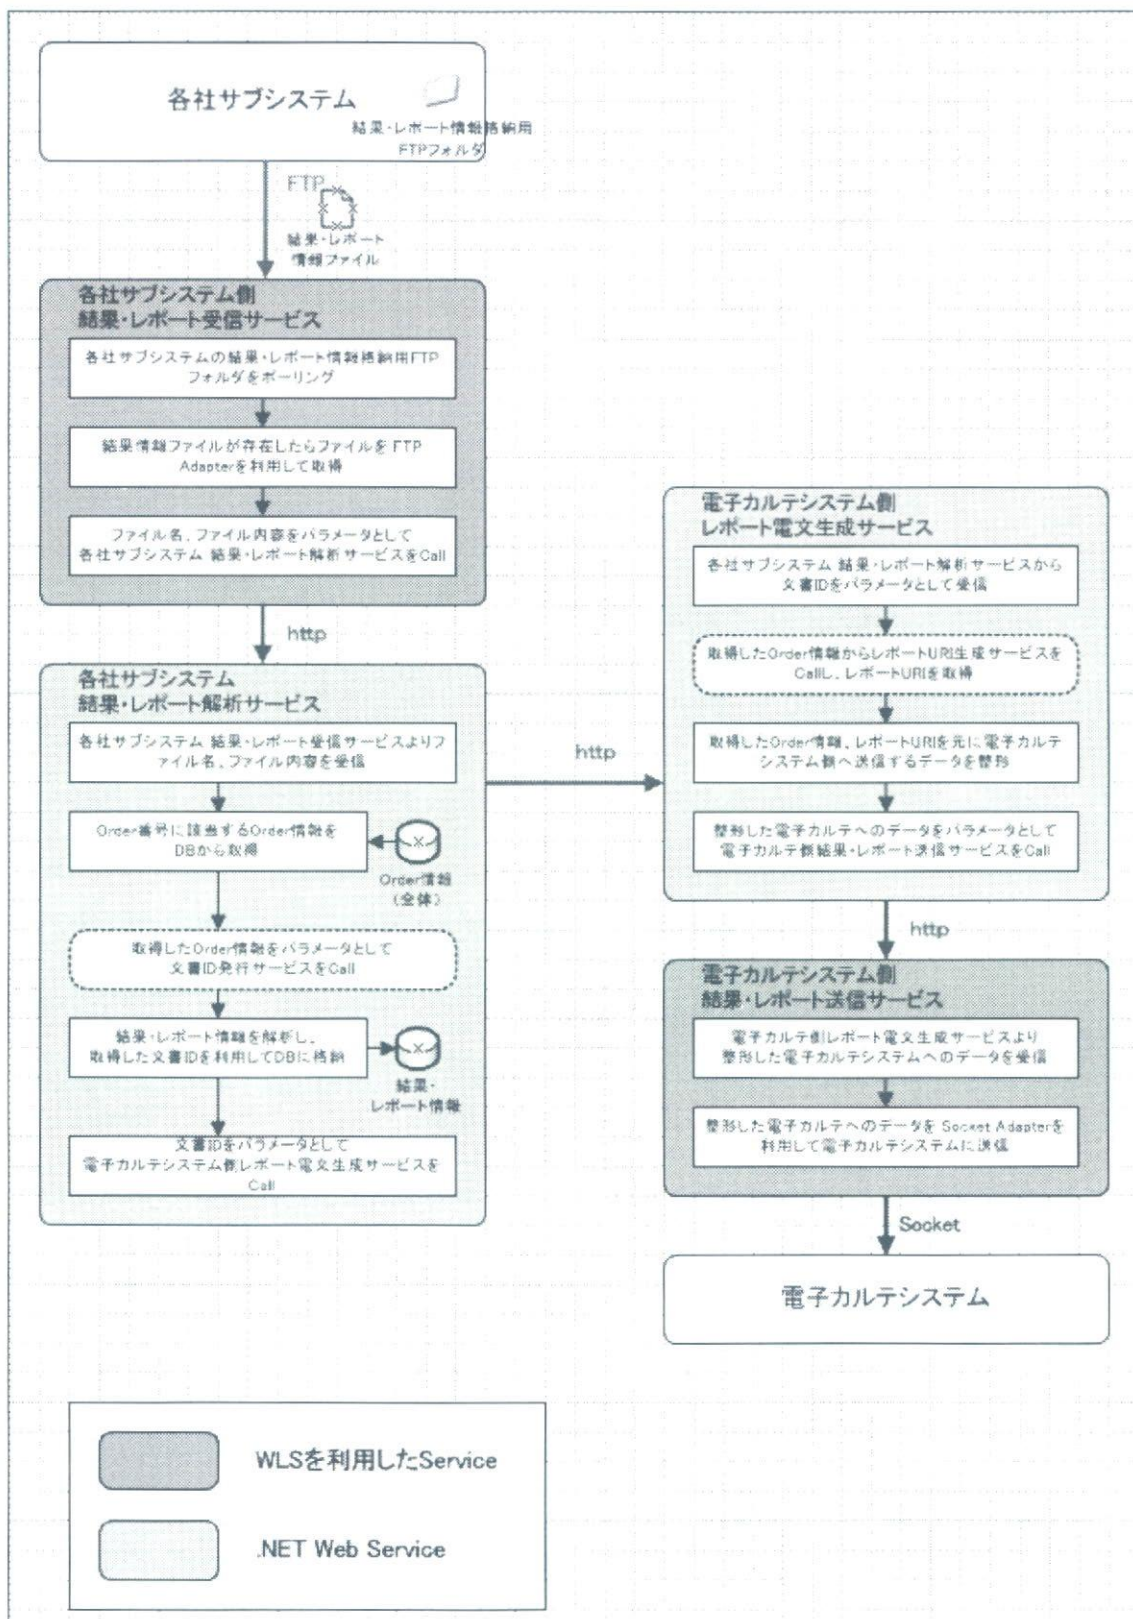 各社サブシステム
結果・レポート情報格納用
FTPフォルダ
FTP
結果・レポート
情報ファイル
各社サブシステム側
結果・レポート受信サービス
各社サブシステムの結果・レポート情報格納用FTP
フォルダをポーリング
結果情報ファイルが存在したらファイルを FTP
Adapterを利用して取得
ファイル名、ファイル内容をパラメータとして
各社サブシステム 結果・レポート解析サービスをCall
http
各社サブシステム
結果・レポート解析サービス
各社サブシステム 結果・レポート受信サービスよりフ
ァイル名、ファイル内容を受信
Order番号に該当するOrder情報を
DBから取得
Order情報
（全体）
取得したOrder情報をパラメータとして
文書ID発行サービスをCall
結果・レポート情報を解析し、
取得した文書IDを利用してDBに格納
結果・
レポート情報
文書IDをパラメータとして
電子カルテシステム側レポート電文生成サービスを
Call
http
電子カルテシステム側
レポート電文生成サービス
各社サブシステム 結果・レポート解析サービスから
文書IDをパラメータとして受信
取得したOrder情報からレポートURI生成サービスを
Callし、レポートURIを取得
取得したOrder情報、レポートURIを元に電子カルテ
システム側へ送信するデータを整形
整形した電子カルテへのデータをパラメータとして
電子カルテ側結果・レポート送信サービスをCall
http
電子カルテシステム側
結果・レポート送信サービス
電子カルテ側レポート電文生成サービスより
整形した電子カルテシステムへのデータを受信
整形した電子カルテへのデータを Socket Adapterを
利用して電子カルテシステムに送信
Socket
電子カルテシステム
WLSを利用したService
.NET Web Service